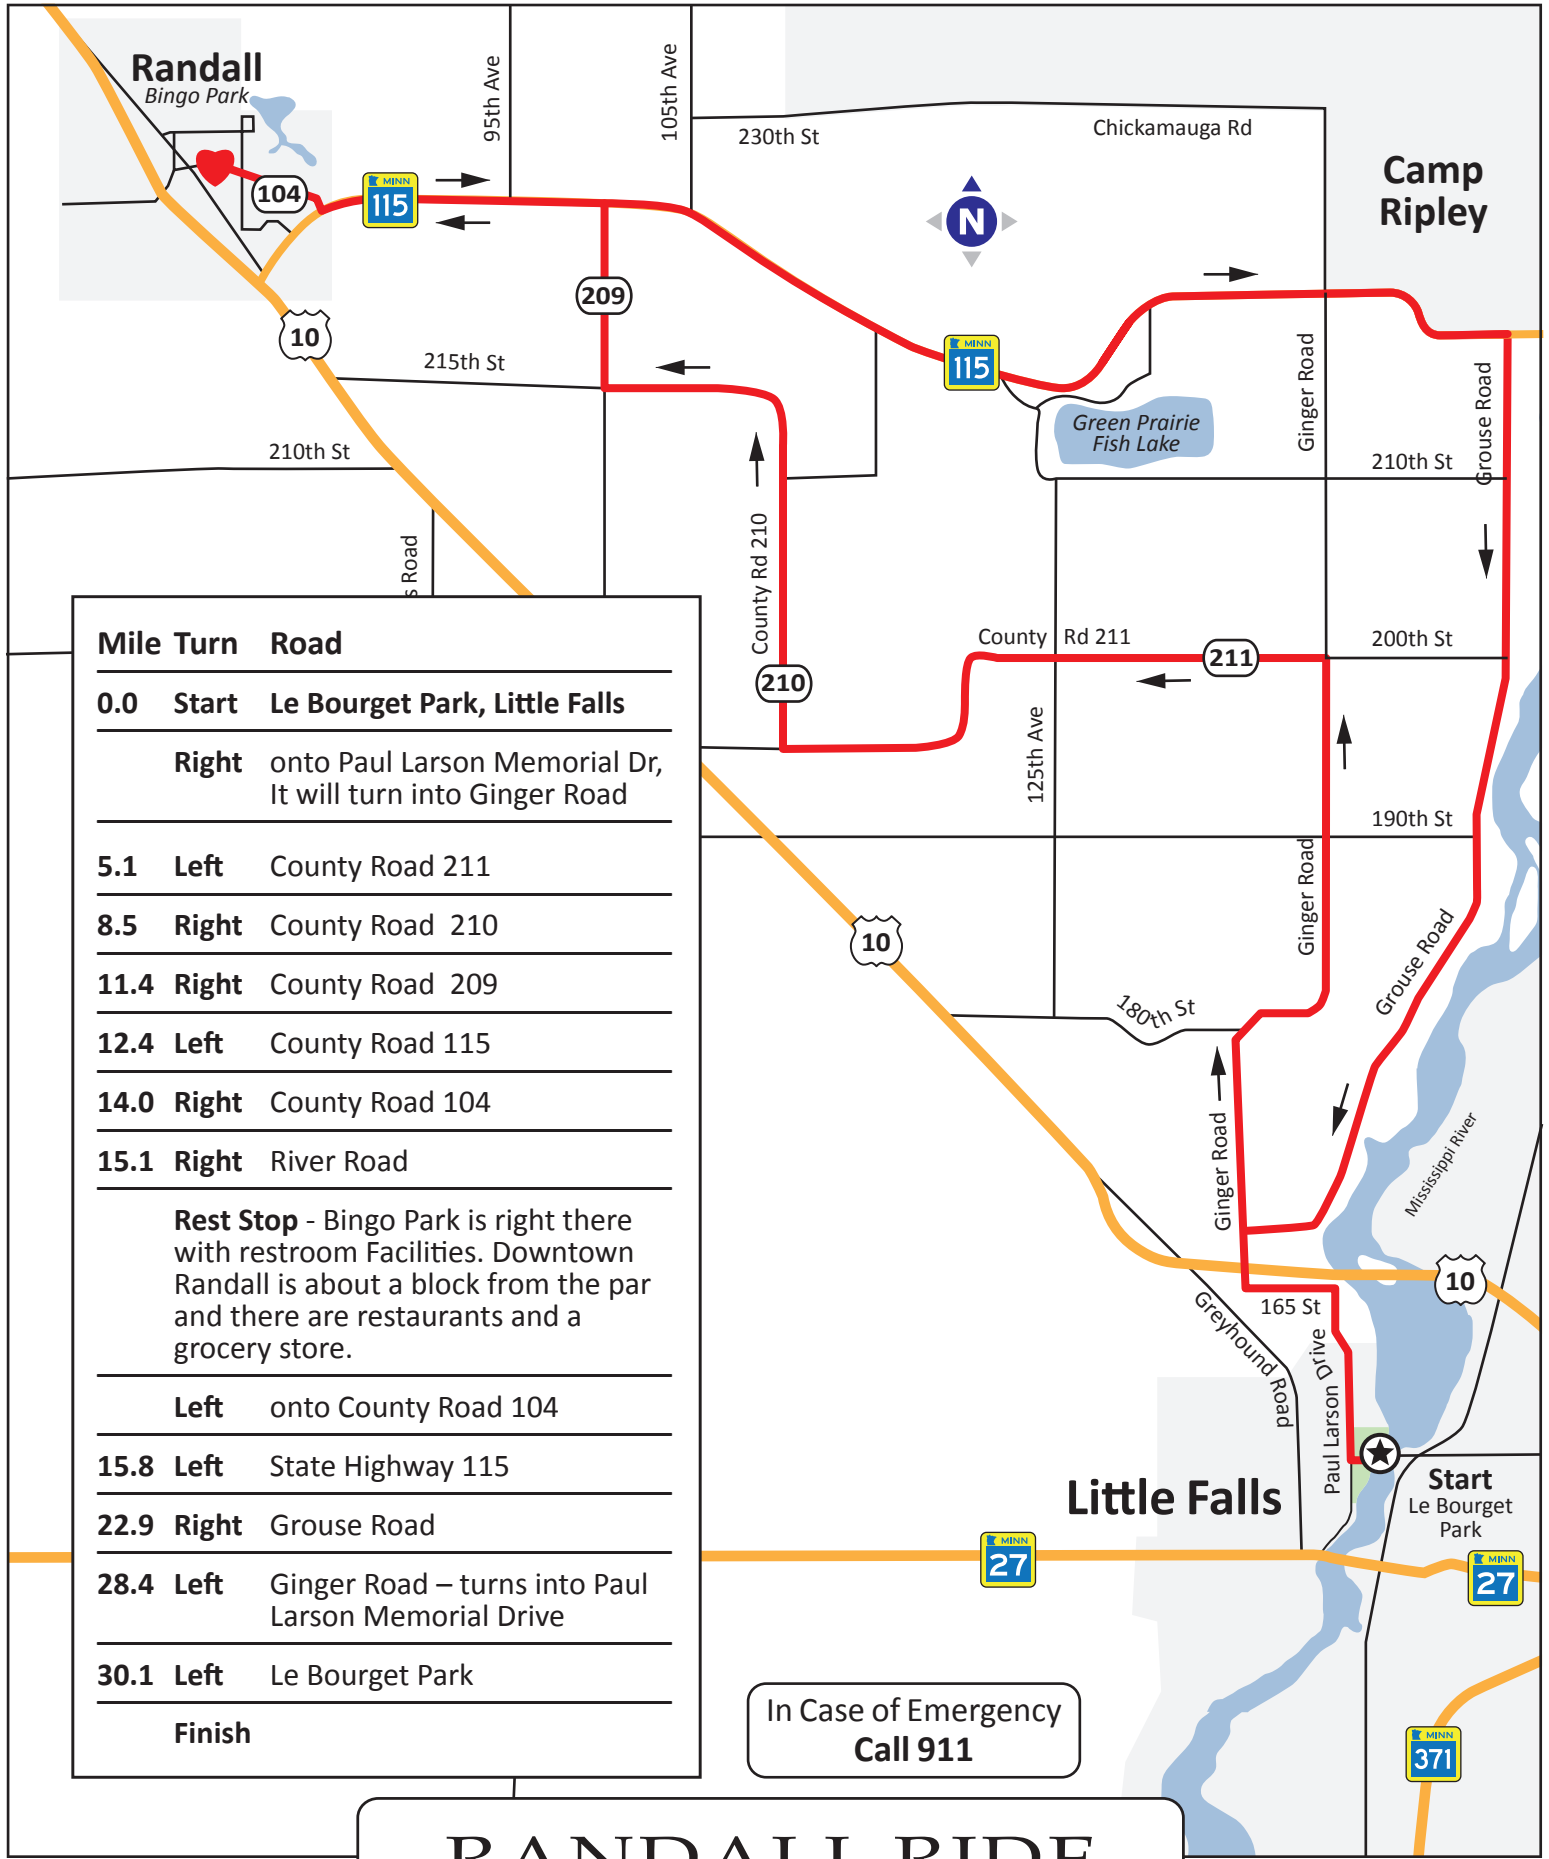 Randall
Bingo Park
95th Ave
105th Ave
230th St
Chickamauga Rd
Camp
Ripley
104
MINN
115
N
209
10
215th St
MINN
115
Green Prairie
Fish Lake
Ginger Road
Grouse Road
210th St
210th St
s Road
County Rd 210
County Rd 211
211
200th St
210
125th Ave
190th St
Ginger Road
Grouse Road
10
180th St
Ginger Road
Mississippi River
10
165 St
Greyhound Road
Paul Larson Drive
Little Falls
Start
Le Bourget
Park
MINN
27
MINN
27
MINN
371
Mile Turn Road
0.0 Start Le Bourget Park, Little Falls
Right onto Paul Larson Memorial Dr,
It will turn into Ginger Road
5.1 Left County Road 211
8.5 Right County Road 210
11.4 Right County Road 209
12.4 Left County Road 115
14.0 Right County Road 104
15.1 Right River Road
Rest Stop - Bingo Park is right there
with restroom Facilities. Downtown
Randall is about a block from the par
and there are restaurants and a
grocery store.
Left onto County Road 104
15.8 Left State Highway 115
22.9 Right Grouse Road
28.4 Left Ginger Road – turns into Paul
Larson Memorial Drive
30.1 Left Le Bourget Park
Finish
In Case of Emergency
Call 911
RANDALL RIDE